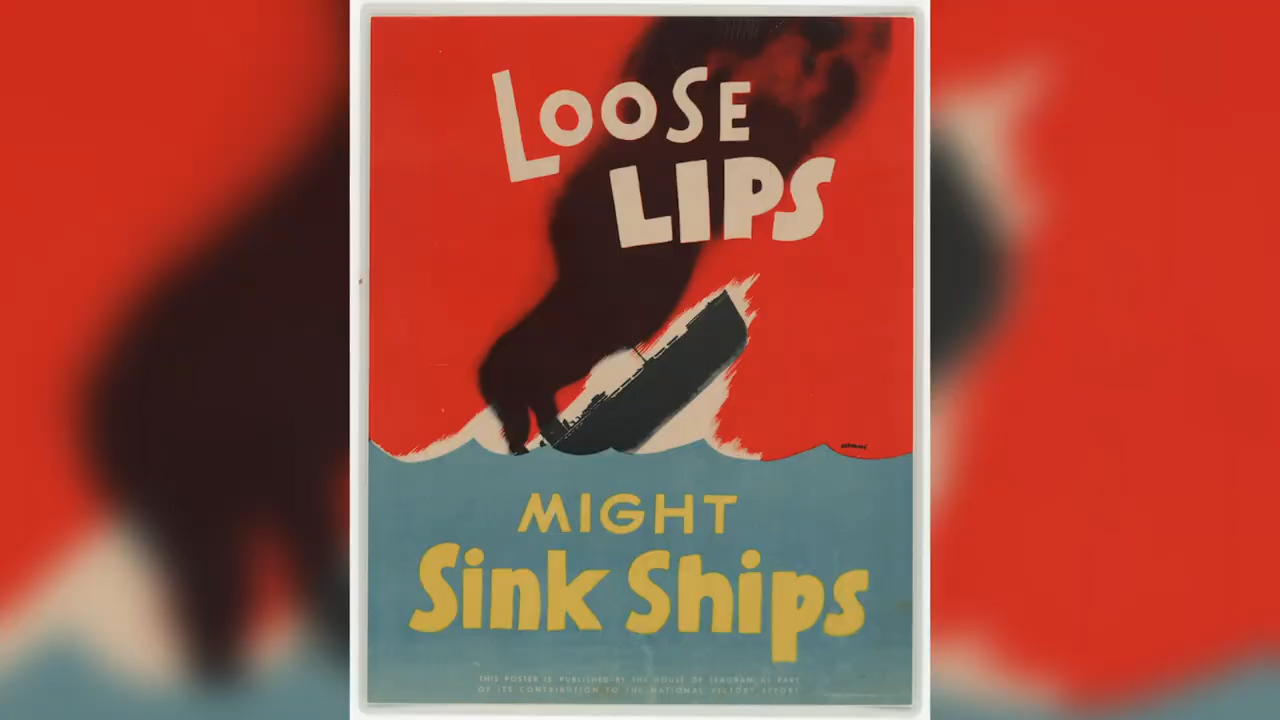 LOOSE
LIPS
MIGHT
Sink Ships
THIS POSTER IS PUBLISHED BY THE HOUSE OF SEAGRAM AS PART
OF ITS CONTRIBUTION TO THE NATIONAL VICTORY EFFORT